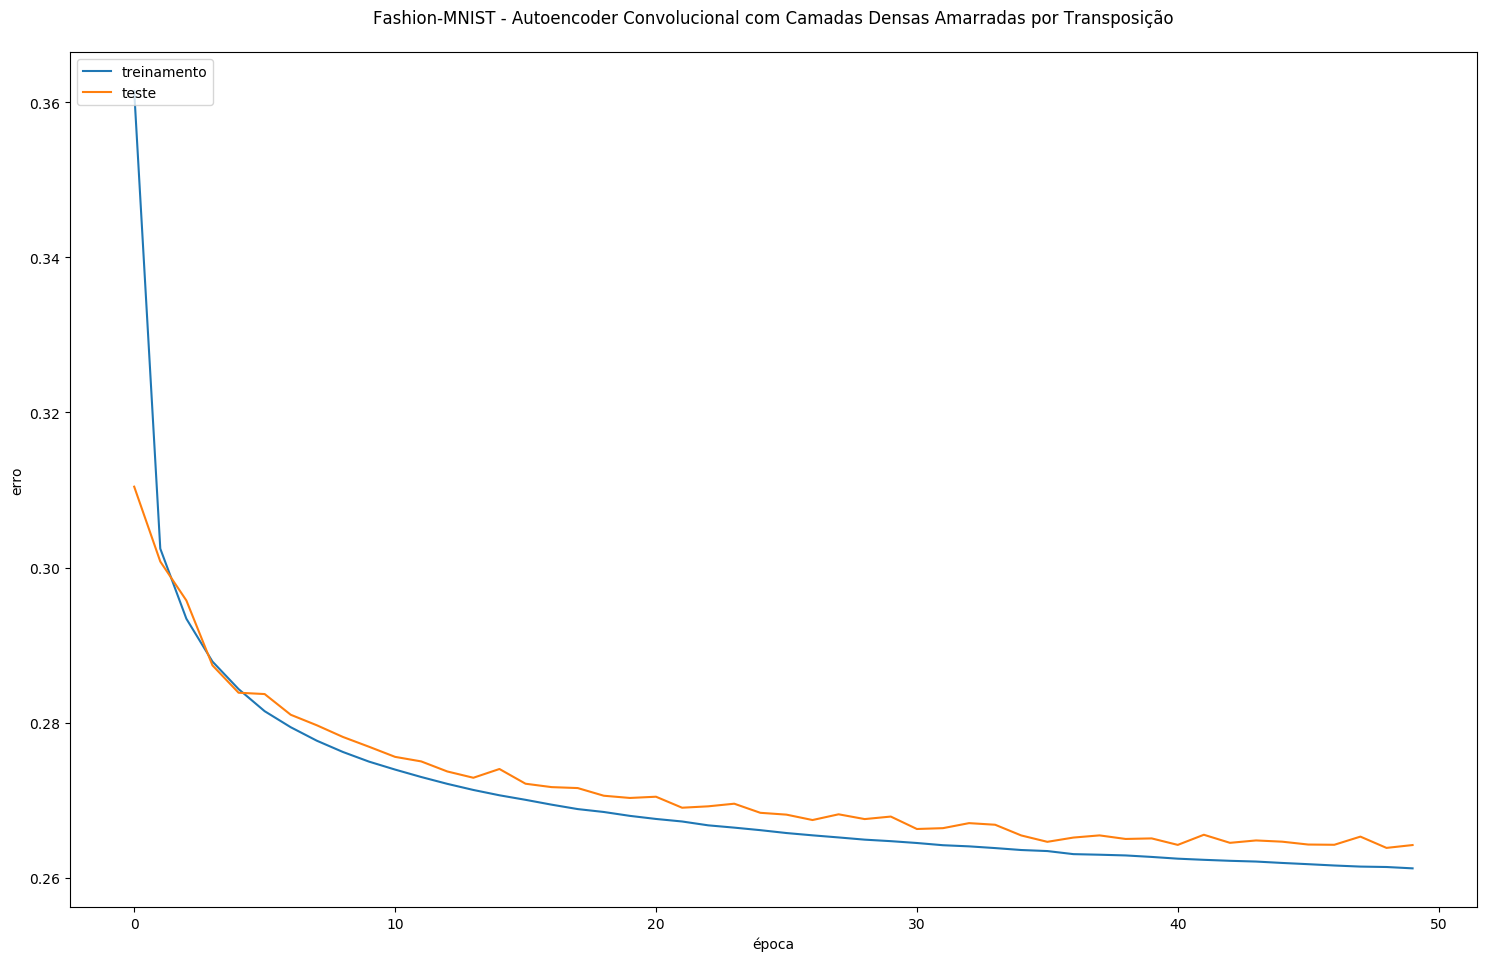 Fashion-MNIST - Autoencoder Convolucional com Camadas Densas Amarradas por Transposição
treinamento
teste
0.36
0.34
0.32
0.30
0.28
0.26
erro
0
10
20
30
40
50
época